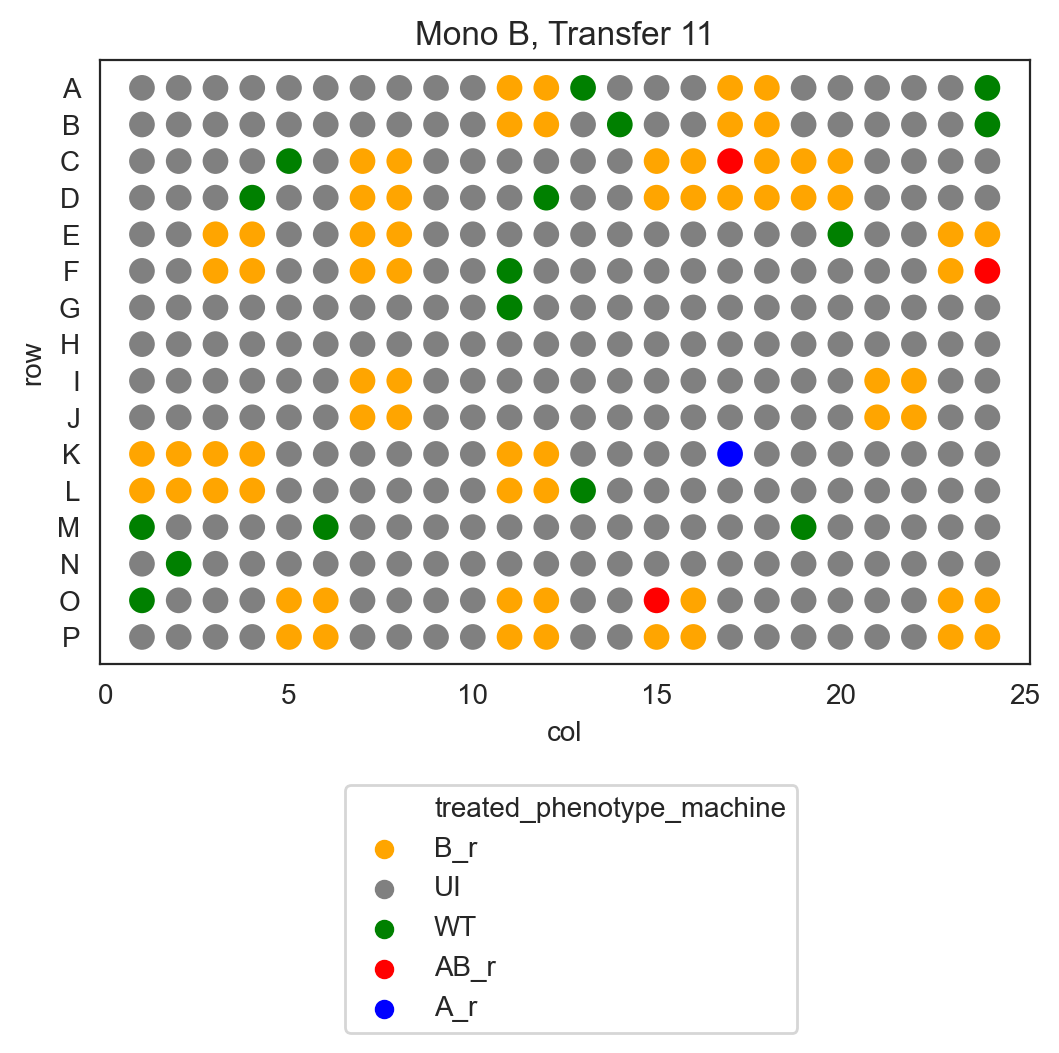 Mono B, Transfer 11
A
B
C
D
E
F
G
H
I
J
K
L
M
N
O
P
row
0 5 10 15 20 25
col
treated_phenotype_machine
B_r
UI
WT
AB_r
A_r